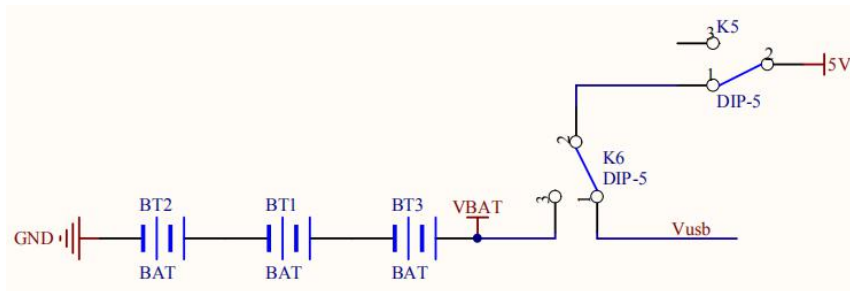 3 K5
2
5V
1
DIP-5
2
K6
DIP-5
BT2 BT1 BT3 VBAT
3 1
GND
Vusb
BAT BAT BAT